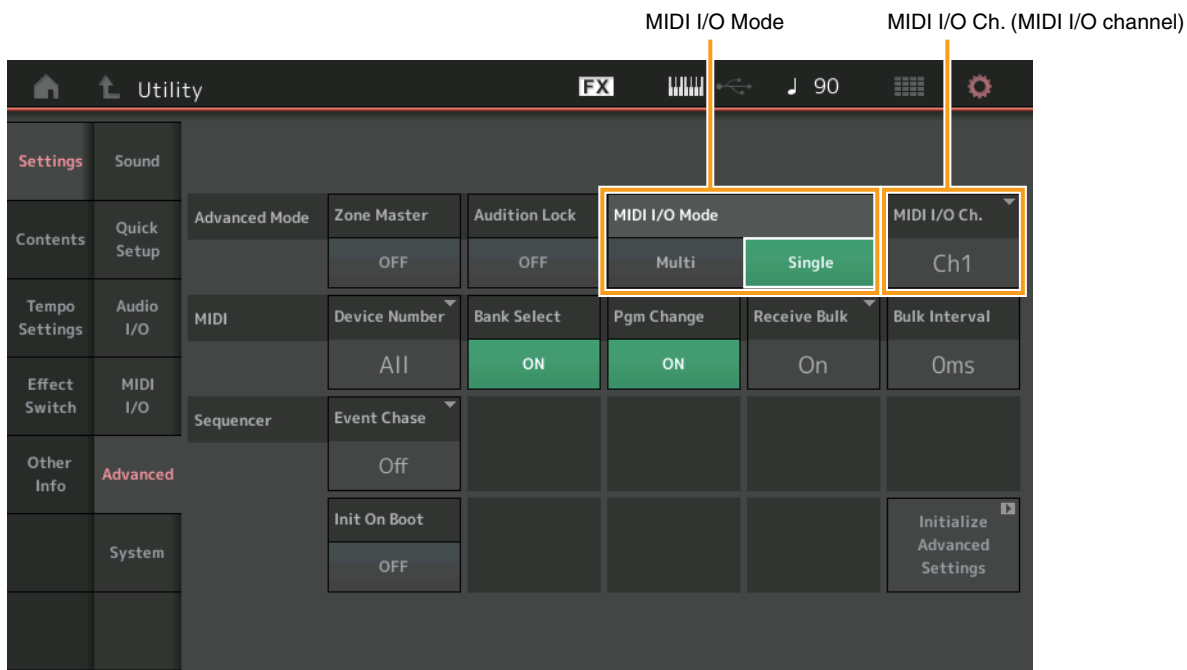 MIDI I/O Mode
MIDI I/O Ch. (MIDI I/O channel)
Utility
FX
90
Settings
Sound
Contents
Quick
Setup
Tempo
Settings
Audio
I/O
Effect
Switch
MIDI
I/O
Other
Info
Advanced
System
Advanced Mode
Zone Master
OFF
Audition Lock
OFF
MIDI I/O Mode
Multi
Single
MIDI I/O Ch.
Ch1
MIDI
Device Number
All
Bank Select
ON
Pgm Change
ON
Receive Bulk
On
Bulk Interval
0ms
Sequencer
Event Chase
Off
Init On Boot
OFF
Initialize
Advanced
Settings